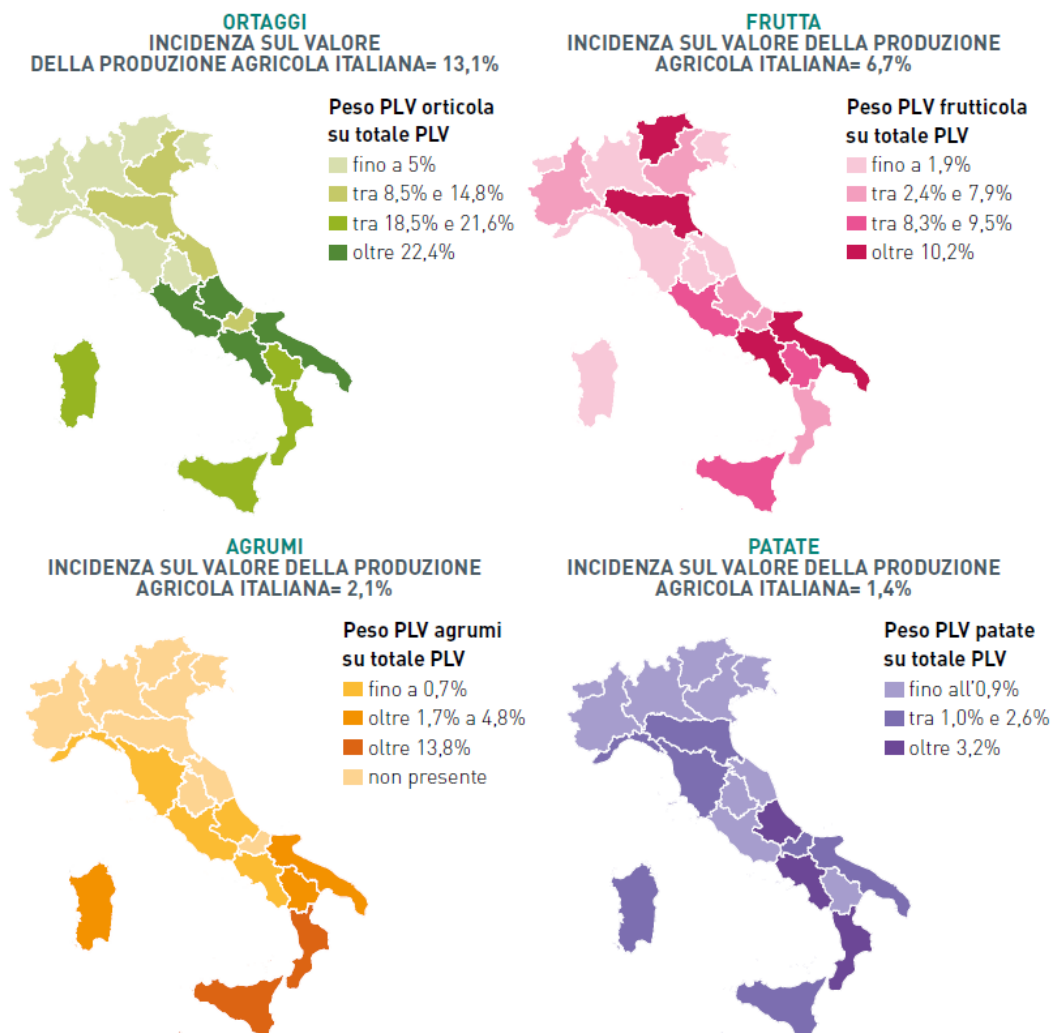 ORTAGGI
INCIDENZA SUL VALORE
DELLA PRODUZIONE AGRICOLA ITALIANA= 13,1%
Peso PLV orticola
su totale PLV
fino a 5%
tra 8,5% e 14,8%
tra 18,5% e 21,6%
oltre 22,4%
FRUTTA
INCIDENZA SUL VALORE DELLA PRODUZIONE
AGRICOLA ITALIANA= 6,7%
Peso PLV frutticola
su totale PLV
fino a 1,9%
tra 2,4% e 7,9%
tra 8,3% e 9,5%
oltre 10,2%
AGRUMI
INCIDENZA SUL VALORE DELLA PRODUZIONE
AGRICOLA ITALIANA= 2,1%
Peso PLV agrumi
su totale PLV
fino a 0,7%
oltre 1,7% a 4,8%
oltre 13,8%
non presente
PATATE
INCIDENZA SUL VALORE DELLA PRODUZIONE
AGRICOLA ITALIANA= 1,4%
Peso PLV patate
su totale PLV
fino all'0,9%
tra 1,0% e 2,6%
oltre 3,2%